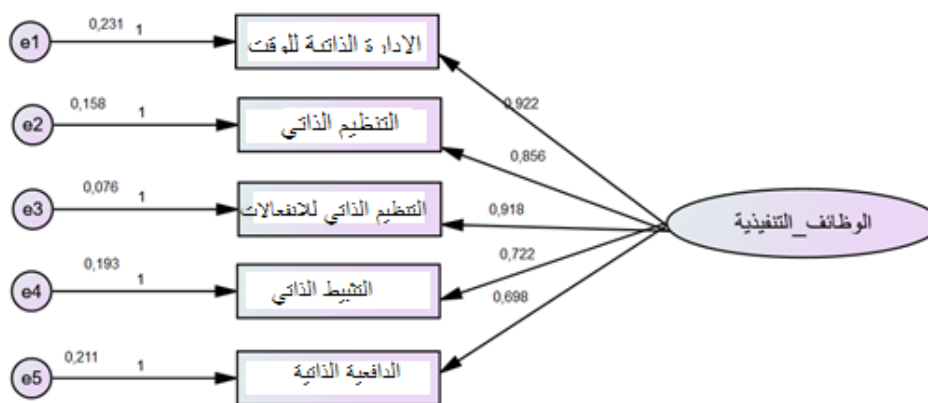 e1
0,231
1
الادارة الذاتية للوقت
0,922
e2
0,158
1
التنظيم الذاتي
0,856
e3
0,076
1
التنظيم الذاتي للانفعالات
0,918
الوظائف_التنفيذية
e4
0,193
1
التثبيط الذاتي
0,722
e5
0,211
1
الدافعية الذاتية
0,698